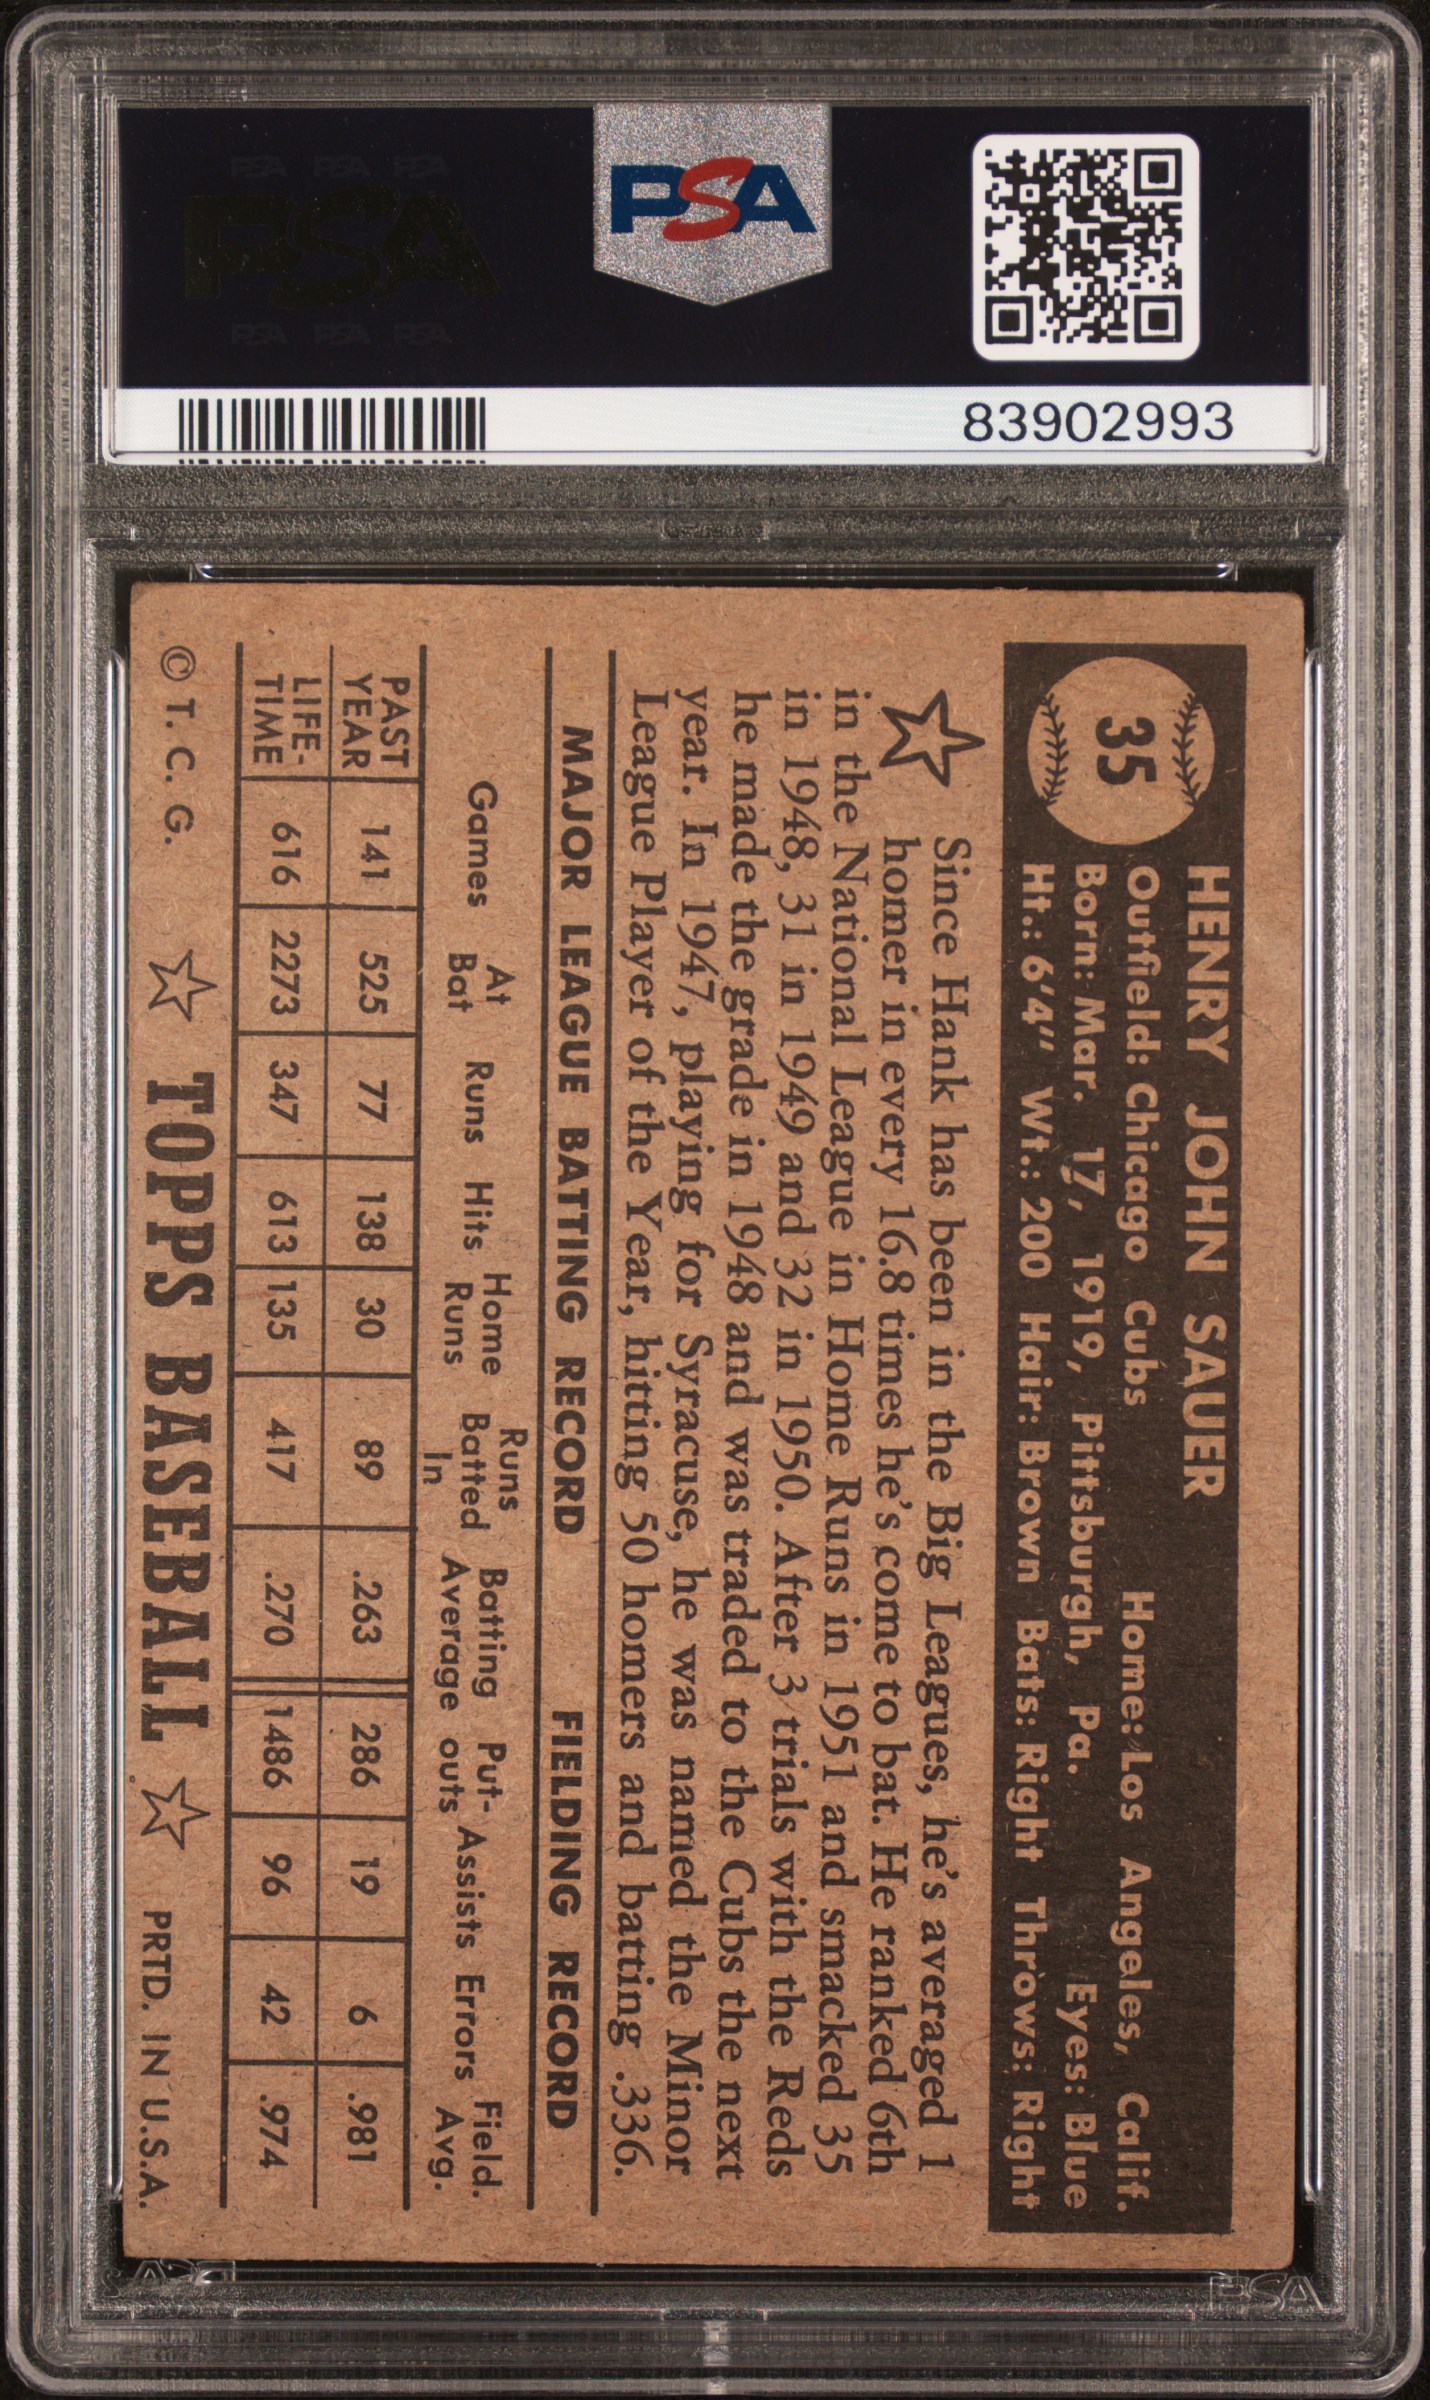 PSA PSA PSA
PSA
PSA PSA PSA
PSA
83902993
35
HENRY JOHN SAUER
Outfield: Chicago Cubs Home: Los Angeles, Calif.
Born: Mar. 17, 1919, Pittsburgh, Pa. Eyes: Blue
Ht.: 6'4" Wt.: 200 Hair: Brown Bats: Right Throws: Right
Since Hank has been in the Big Leagues, he's averaged 1
homer in every 16.8 times he's come to bat. He ranked 6th
in the National League in Home Runs in 1951 and smacked 35
in 1948, 31 in 1949 and 32 in 1950. After 3 trials with the Reds
he made the grade in 1948 and was traded to the Cubs the next
year. In 1947, playing for Syracuse, he was named the Minor
League Player of the Year, hitting 50 homers and batting .336.
MAJOR LEAGUE BATTING RECORD FIELDING RECORD
Games At Bat Runs Hits Home Runs Runs Batted In Batting Average Put-outs Assists Errors Field. Avg.
PAST YEAR 141 525 77 138 30 89 .263 286 19 6 .981
LIFE-TIME 616 2273 347 613 135 417 .270 1486 96 42 .974
© T. C. G. TOPPS BASEBALL PRTD. IN U.S.A.
PSA
PSA